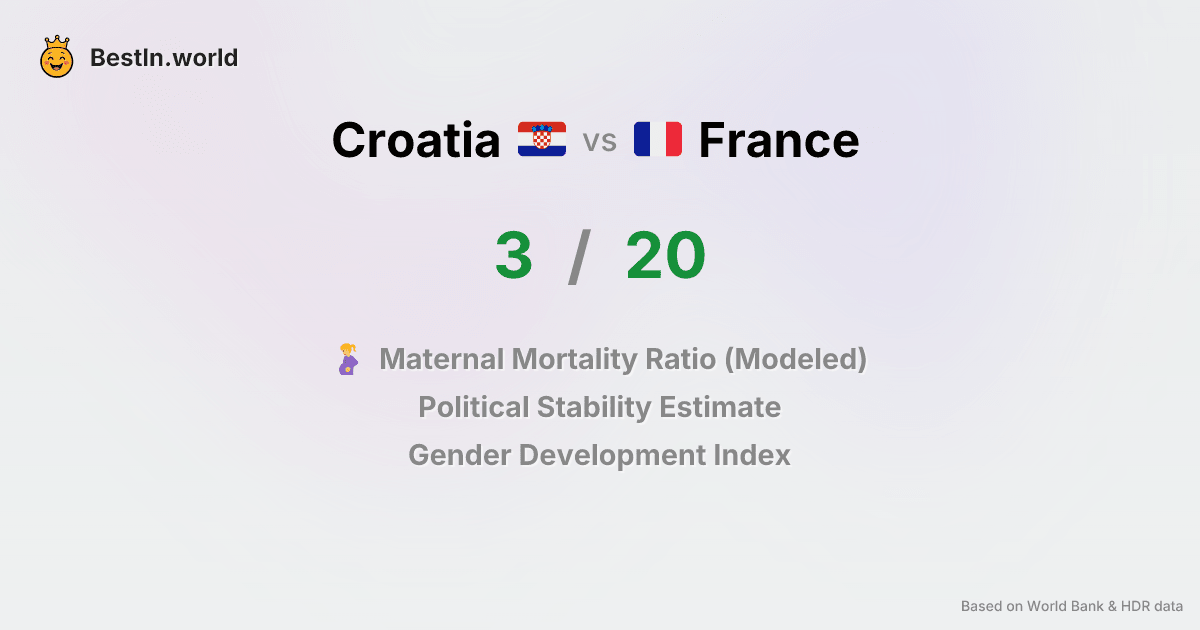 BestIn.world
Croatia vs France
3 / 20
Maternal Mortality Ratio (Modeled)
Political Stability Estimate
Gender Development Index
Based on World Bank & HDR data